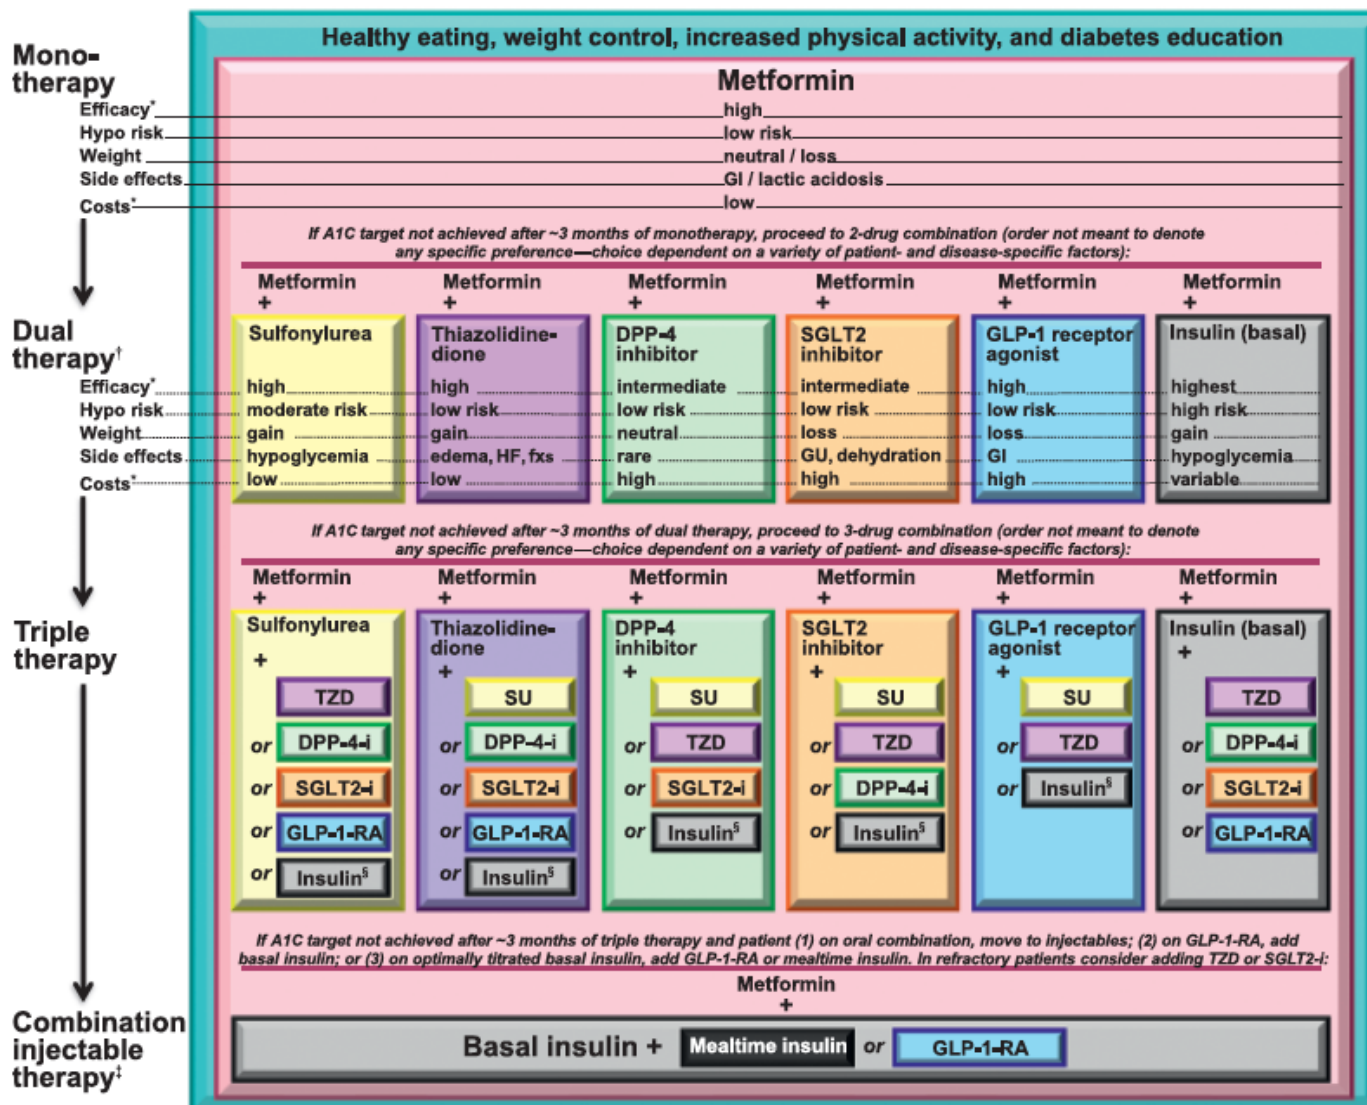 Healthy eating, weight control, increased physical activity, and diabetes education
Mono-
therapy
Metformin
Efficacy* high
Hypo risk low risk
Weight neutral / loss
Side effects GI / lactic acidosis
Costs* low
If A1C target not achieved after ~3 months of monotherapy, proceed to 2-drug combination (order not meant to denote
any specific preference—choice dependent on a variety of patient- and disease-specific factors):
Metformin Metformin Metformin Metformin Metformin Metformin
+ + + + + +
Dual
therapy†
Sulfonylurea
Thiazolidine-
dione
DPP-4
inhibitor
SGLT2
inhibitor
GLP-1 receptor
agonist
Insulin (basal)
Efficacy* high high intermediate intermediate high highest
Hypo risk moderate risk low risk low risk low risk low risk high risk
Weight gain gain neutral loss loss gain
Side effects hypoglycemia edema, HF, fxs rare GU, dehydration GI hypoglycemia
Costs* low low high high high variable
If A1C target not achieved after ~3 months of dual therapy, proceed to 3-drug combination (order not meant to denote
any specific preference—choice dependent on a variety of patient- and disease-specific factors):
Triple
therapy
Metformin
+
Sulfonylurea
+
TZD
or DPP-4-i
or SGLT2-i
or GLP-1-RA
or Insulin§
Metformin
+
Thiazolidine-
dione
+
SU
or DPP-4-i
or SGLT2-i
or GLP-1-RA
or Insulin§
Metformin
+
DPP-4
inhibitor
+
SU
or TZD
or SGLT2-i
or Insulin§
Metformin
+
SGLT2
inhibitor
+
SU
or TZD
or DPP-4-i
or Insulin§
Metformin
+
GLP-1 receptor
agonist
+
SU
or TZD
or Insulin§
Metformin
+
Insulin (basal)
+
TZD
or DPP-4-i
or SGLT2-i
or GLP-1-RA
If A1C target not achieved after ~3 months of triple therapy and patient (1) on oral combination, move to injectables; (2) on GLP-1-RA, add
basal insulin; or (3) on optimally titrated basal insulin, add GLP-1-RA or mealtime insulin. In refractory patients consider adding TZD or SGLT2-i:
Metformin
+
Combination
injectable
therapy‡
Basal insulin + Mealtime insulin or GLP-1-RA